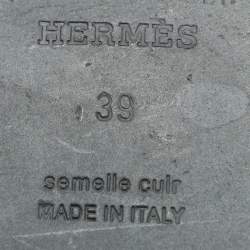 HERMÈS
39
semelle cuir
MADE IN ITALY